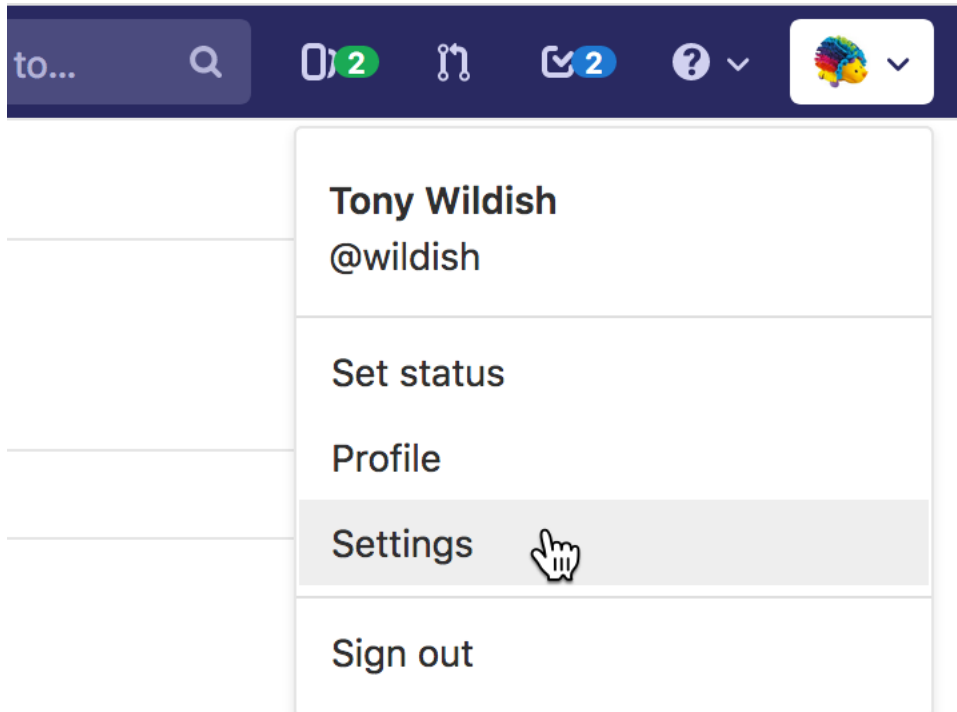 to...
2
2
?
Tony Wildish
@wildish
Set status
Profile
Settings
Sign out